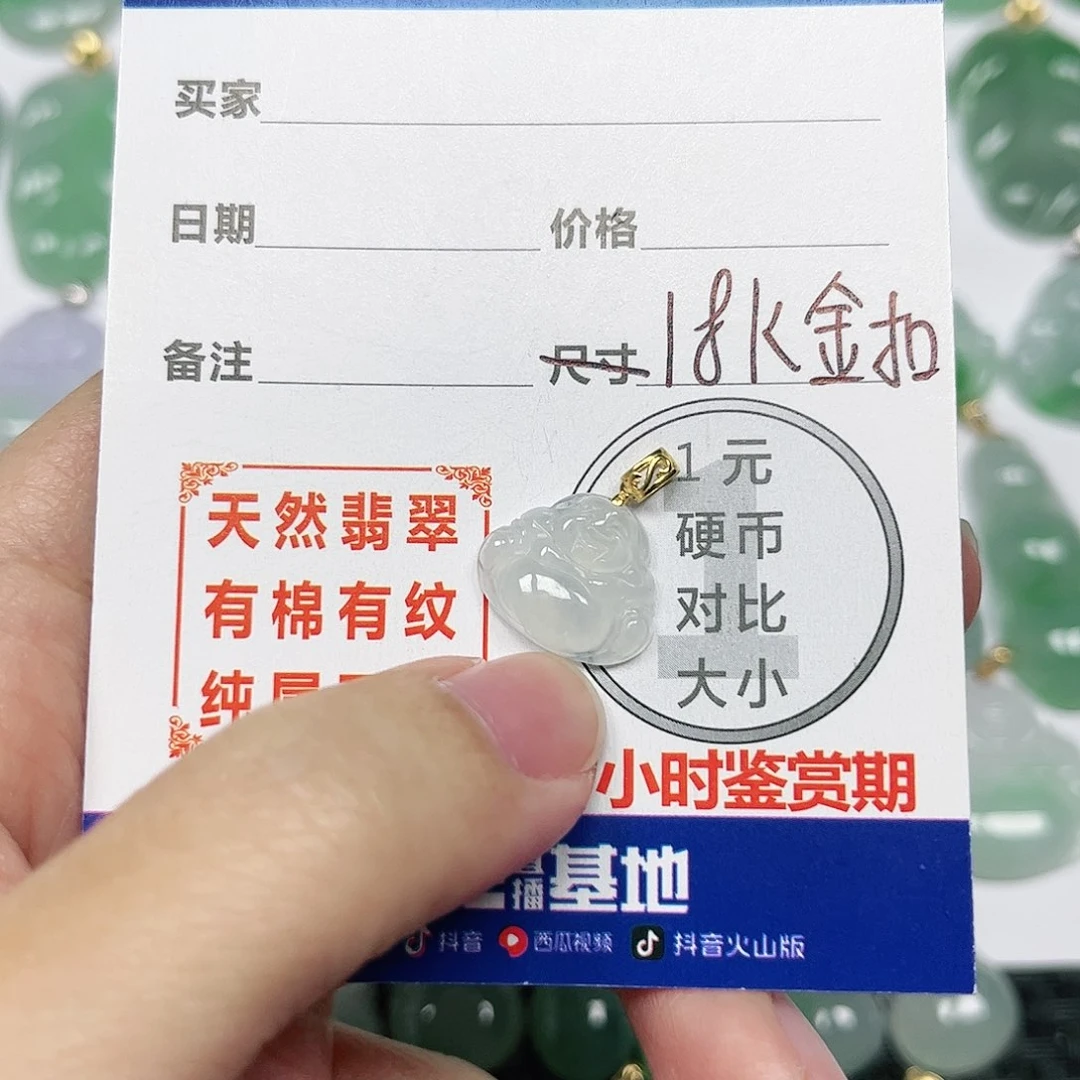 买家
日期 价格
备注 尺寸 18K金扣
天然翡翠
有棉有纹
纯
1元
硬币
对比
大小
小时鉴赏期
播基地
抖音 西瓜视频 抖音火山版